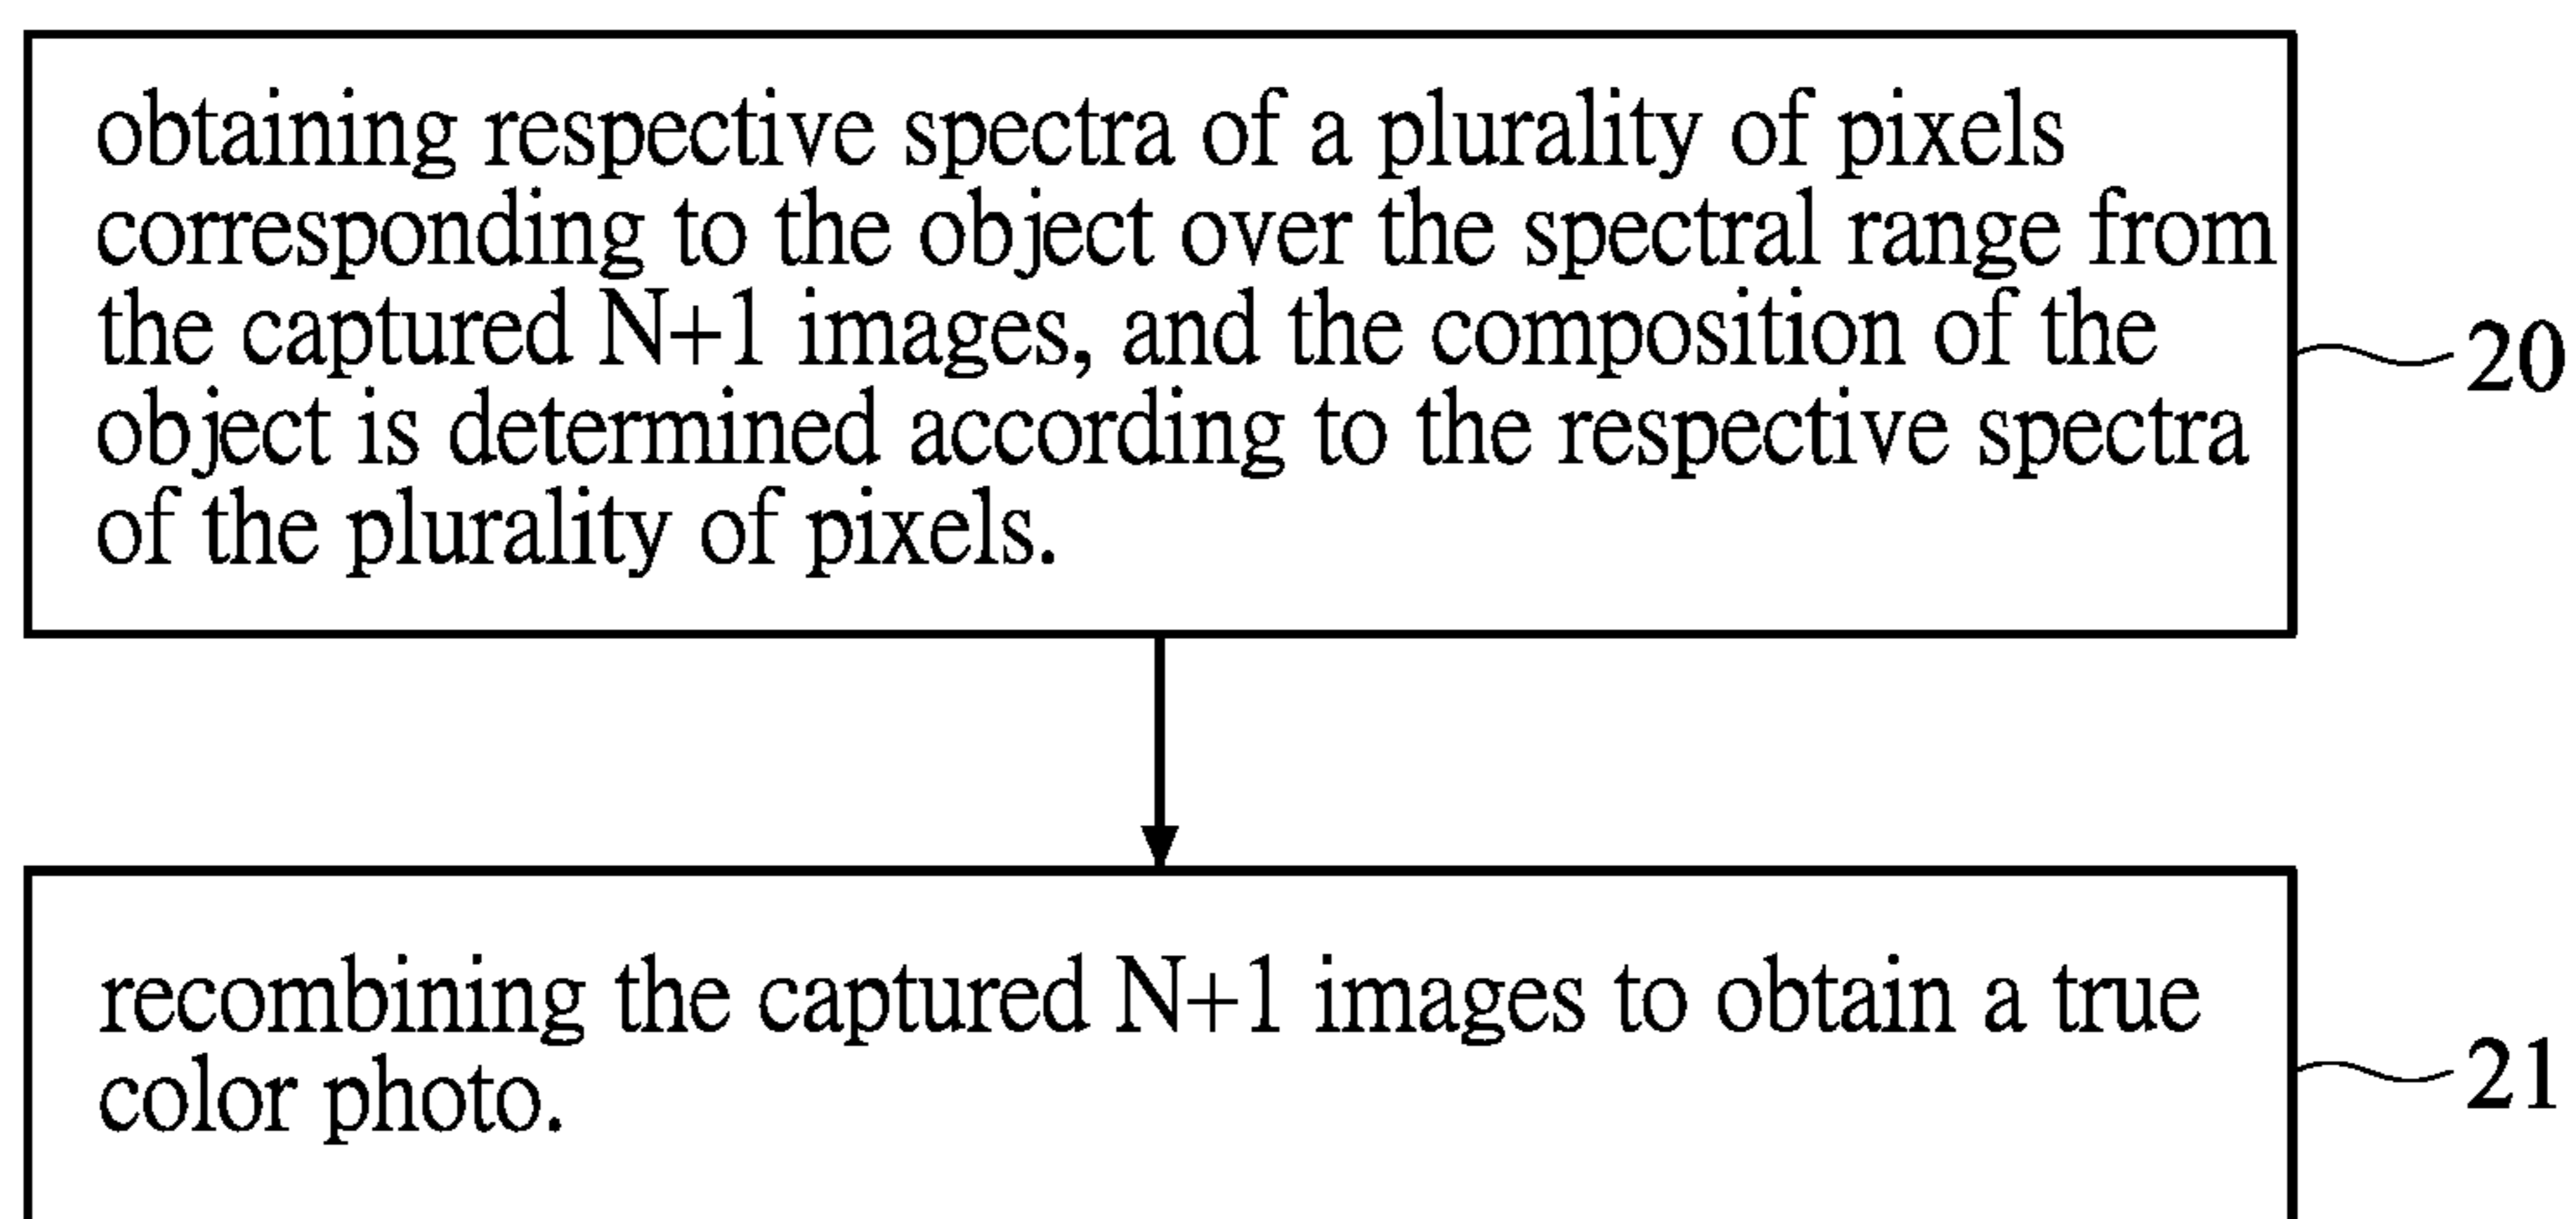 obtaining respective spectra of a plurality of pixels
corresponding to the object over the spectral range from
the captured N+1 images, and the composition of the
object is determined according to the respective spectra
of the plurality of pixels.
20
recombining the captured N+1 images to obtain a true
color photo.
21